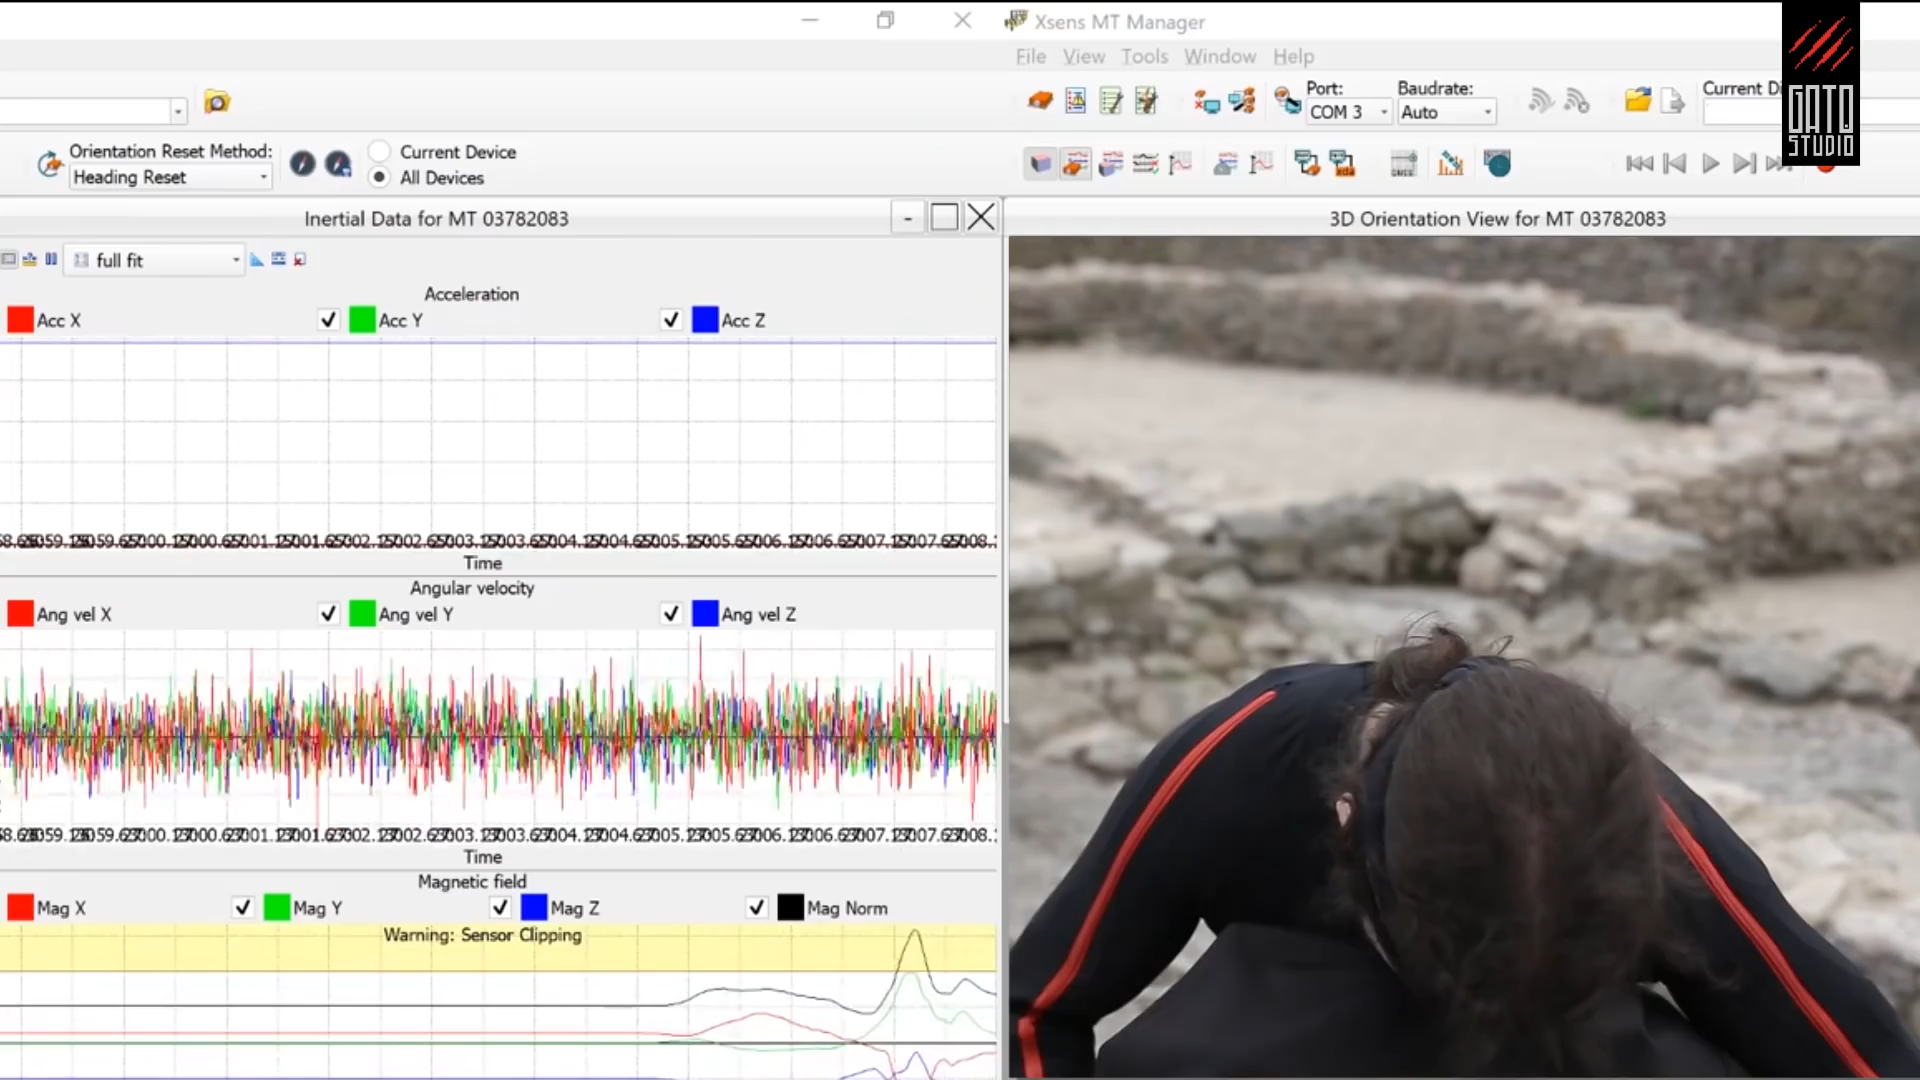 Xsens MT Manager
File View Tools Window Help
Port: Baudrate:
COM 3 Auto
Current Di
GATO
STUDIO
Orientation Reset Method:
Heading Reset
Current Device
All Devices
Inertial Data for MT 03782083
3D Orientation View for MT 03782083
full fit
Acceleration
Acc X Acc Y Acc Z
Time
Angular velocity
Ang vel X Ang vel Y Ang vel Z
Time
Magnetic field
Mag X Mag Y Mag Z Mag Norm
Warning: Sensor Clipping